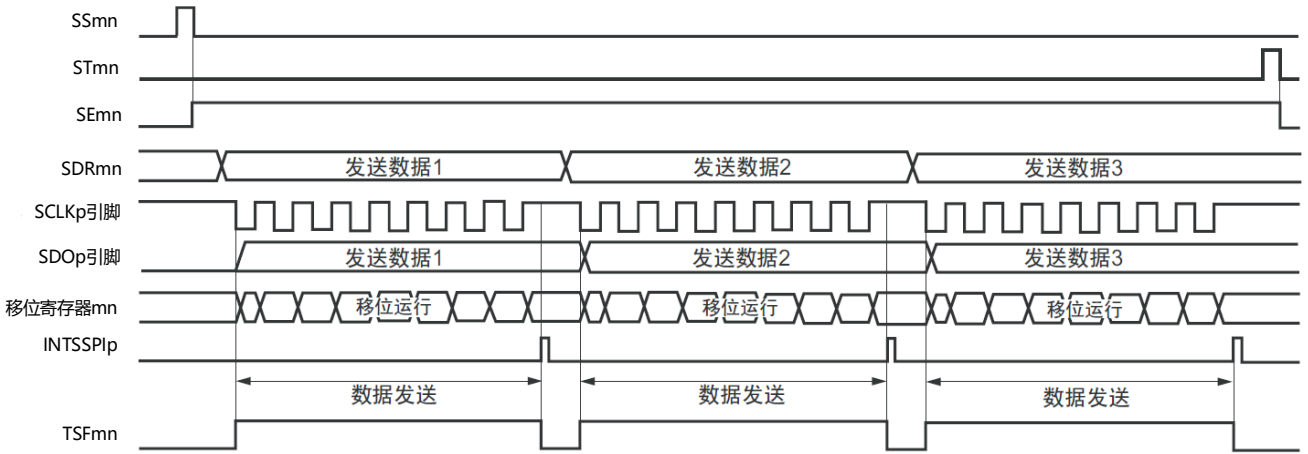 SSmn
STmn
SEmn
SDRmn 发送数据1 发送数据2 发送数据3
SCLKp引脚
SDOp引脚 发送数据1 发送数据2 发送数据3
移位寄存器mn 移位运行 移位运行 移位运行
INTSSPIp
数据发送 数据发送 数据发送
TSFmn